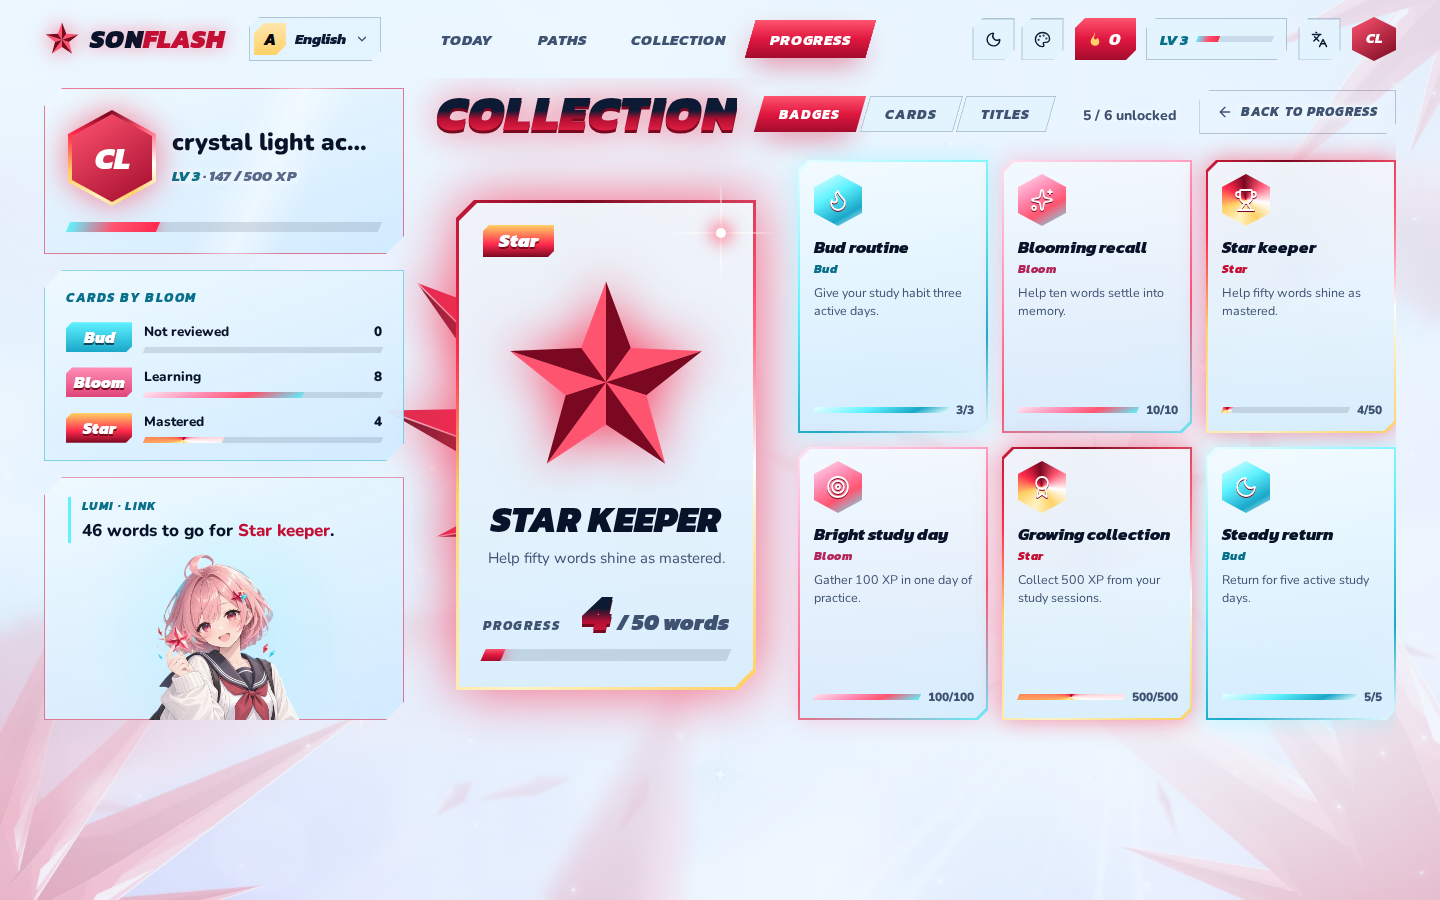 SONFLASH
A English
TODAY
PATHS
COLLECTION
PROGRESS
0
LV 3
CL
CL
crystal light ac...
LV 3 · 147 / 500 XP
CARDS BY BLOOM
Bud
Not reviewed
0
Bloom
Learning
8
Star
Mastered
4
LUMI · LINK
46 words to go for Star keeper.
COLLECTION
BADGES
CARDS
TITLES
5 / 6 unlocked
BACK TO PROGRESS
Star
STAR KEEPER
Help fifty words shine as mastered.
PROGRESS
4 / 50 words
Bud routine
Bud
Give your study habit three
active days.
3/3
Blooming recall
Bloom
Help ten words settle into
memory.
10/10
Star keeper
Star
Help fifty words shine as
mastered.
4/50
Bright study day
Bloom
Gather 100 XP in one day of
practice.
100/100
Growing collection
Star
Collect 500 XP from your
study sessions.
500/500
Steady return
Bud
Return for five active study
days.
5/5